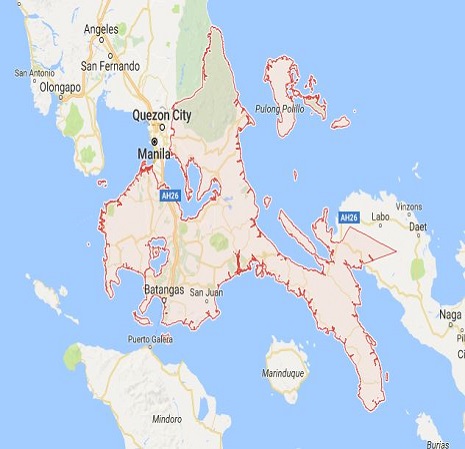 Angeles
San Fernando
San Antonio
Olongapo
Pulong Polillo
Quezon City
Manila
AH26
AH26
Vinzons
Labo
Daet
Batangas
San Juan
Naga
Puerto Galera
Marinduque
Mindoro
Burias